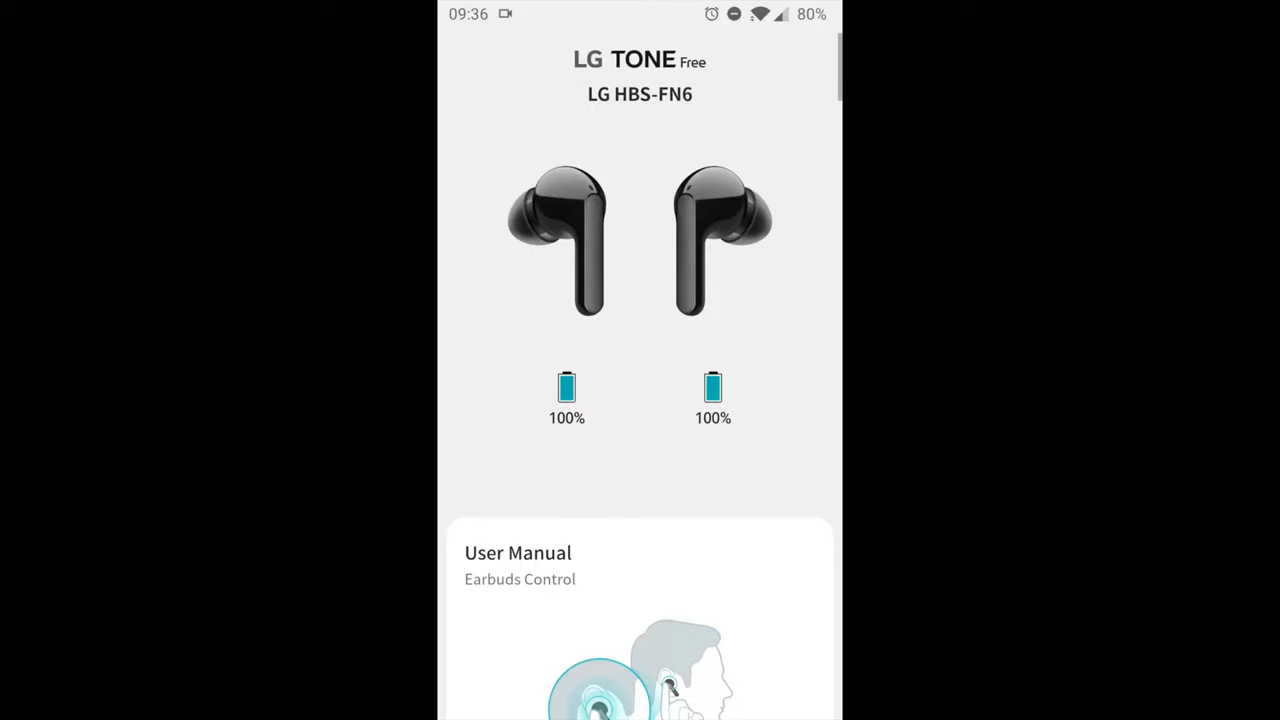 09:36 80%
LG TONE Free
LG HBS-FN6
100% 100%
User Manual
Earbuds Control